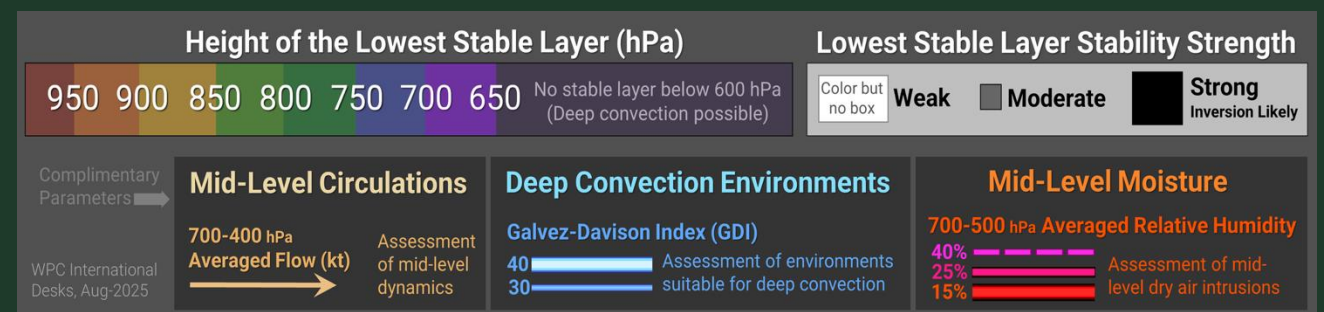 Height of the Lowest Stable Layer (hPa)
950 900 850 800 750 700 650
No stable layer below 600 hPa
(Deep convection possible)
Lowest Stable Layer Stability Strength
Color but
no box
Weak
Moderate
Strong
Inversion Likely
Complimentary
Parameters
WPC International
Desks, Aug-2025
Mid-Level Circulations
700-400 hPa
Averaged Flow (kt)
Assessment
of mid-level
dynamics
Deep Convection Environments
Galvez-Davison Index (GDI)
40
30
Assessment of environments
suitable for deep convection
Mid-Level Moisture
700-500 hPa Averaged Relative Humidity
40%
25%
15%
Assessment of mid-
level dry air intrusions